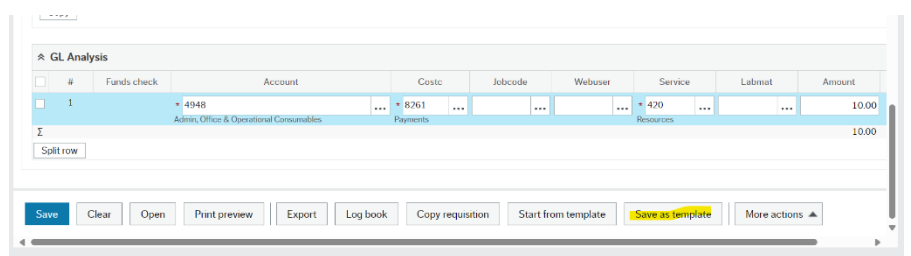 Copy
GL Analysis
# Funds check Account Costc Jobcode Webuser Service Labmat Amount
1 * 4948 ... * 8261 ... ... ... * 420 ... ... 10.00
Admin, Office & Operational Consumables Payments Resources
Σ 10.00
Split row
Save Clear Open Print preview Export Log book Copy requisition Start from template Save as template More actions